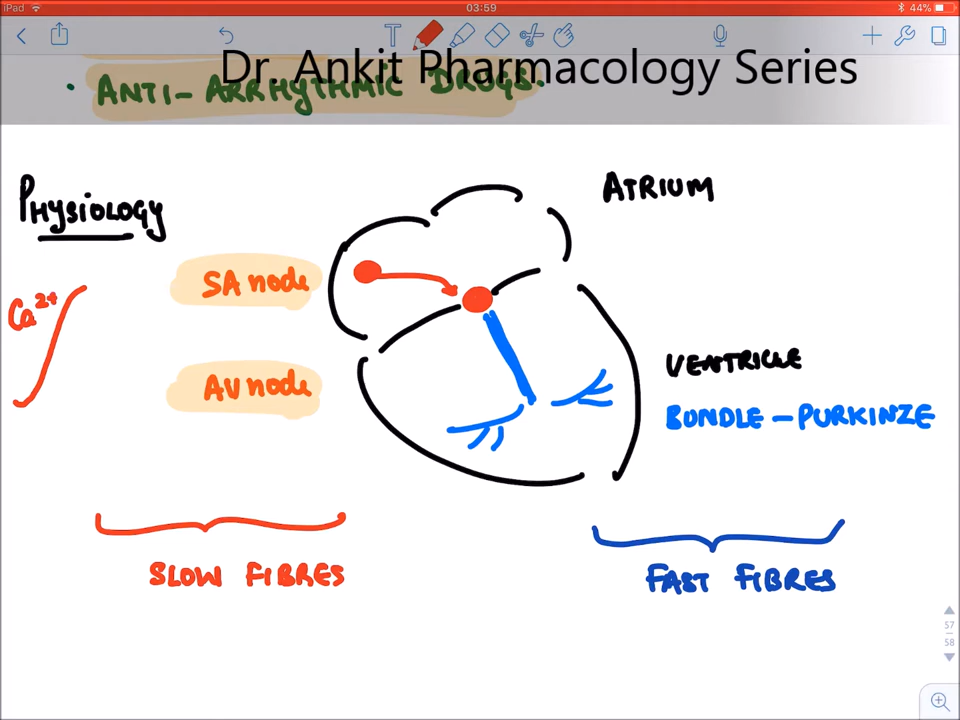 iPad
03:59
44%
Dr. Ankit Pharmacology Series
• ANTI-ARRHYTHMIC DRUGS.
PHYSIOLOGY
ATRIUM
SA node
Ca2+
AV node
VENTRICLE
BUNDLE-PURKINZE
SLOW FIBRES
FAST FIBRES
57
58